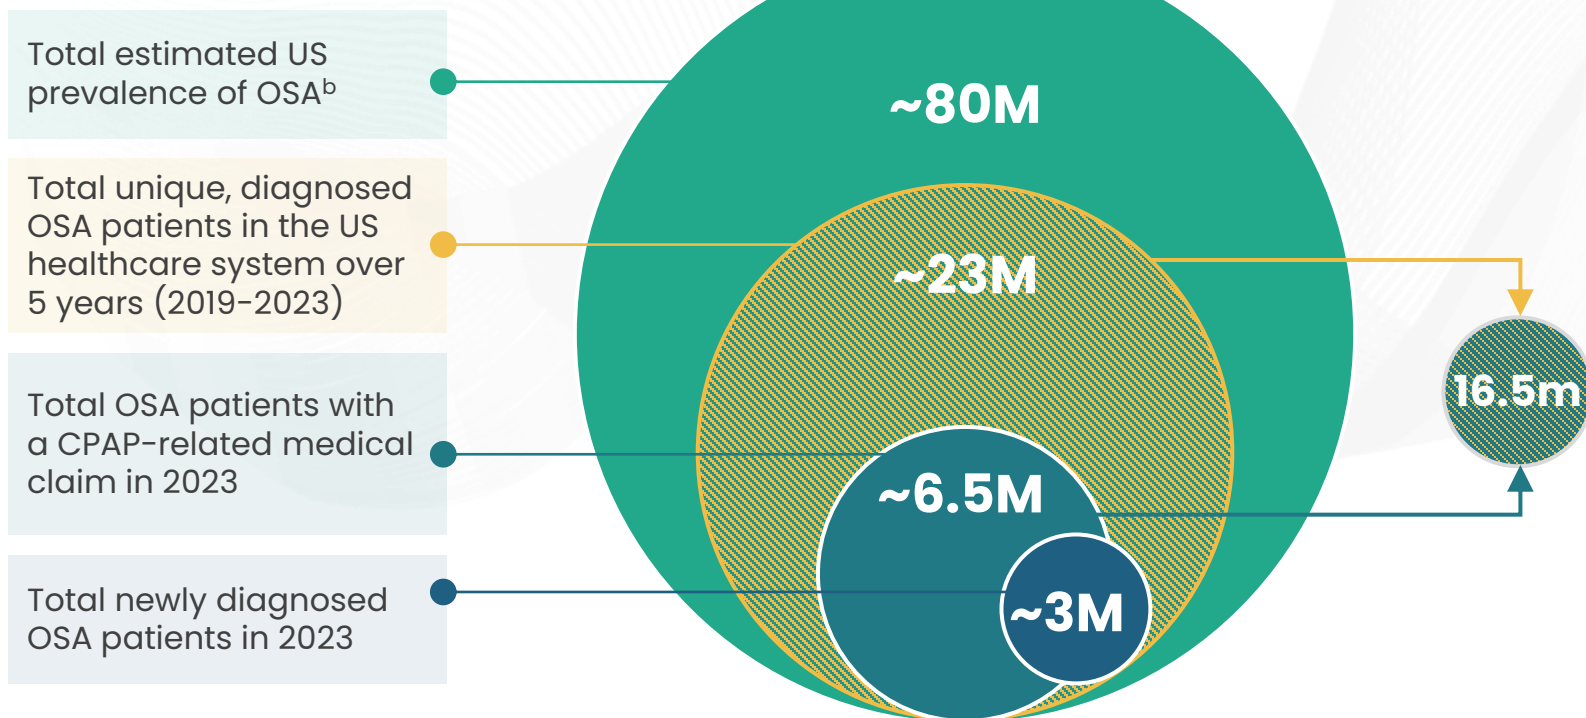 Total estimated US
prevalence of OSAᵇ
~80M
Total unique, diagnosed
OSA patients in the US
healthcare system over
5 years (2019-2023)
~23M
16.5m
Total OSA patients with
a CPAP-related medical
claim in 2023
~6.5M
Total newly diagnosed
OSA patients in 2023
~3M